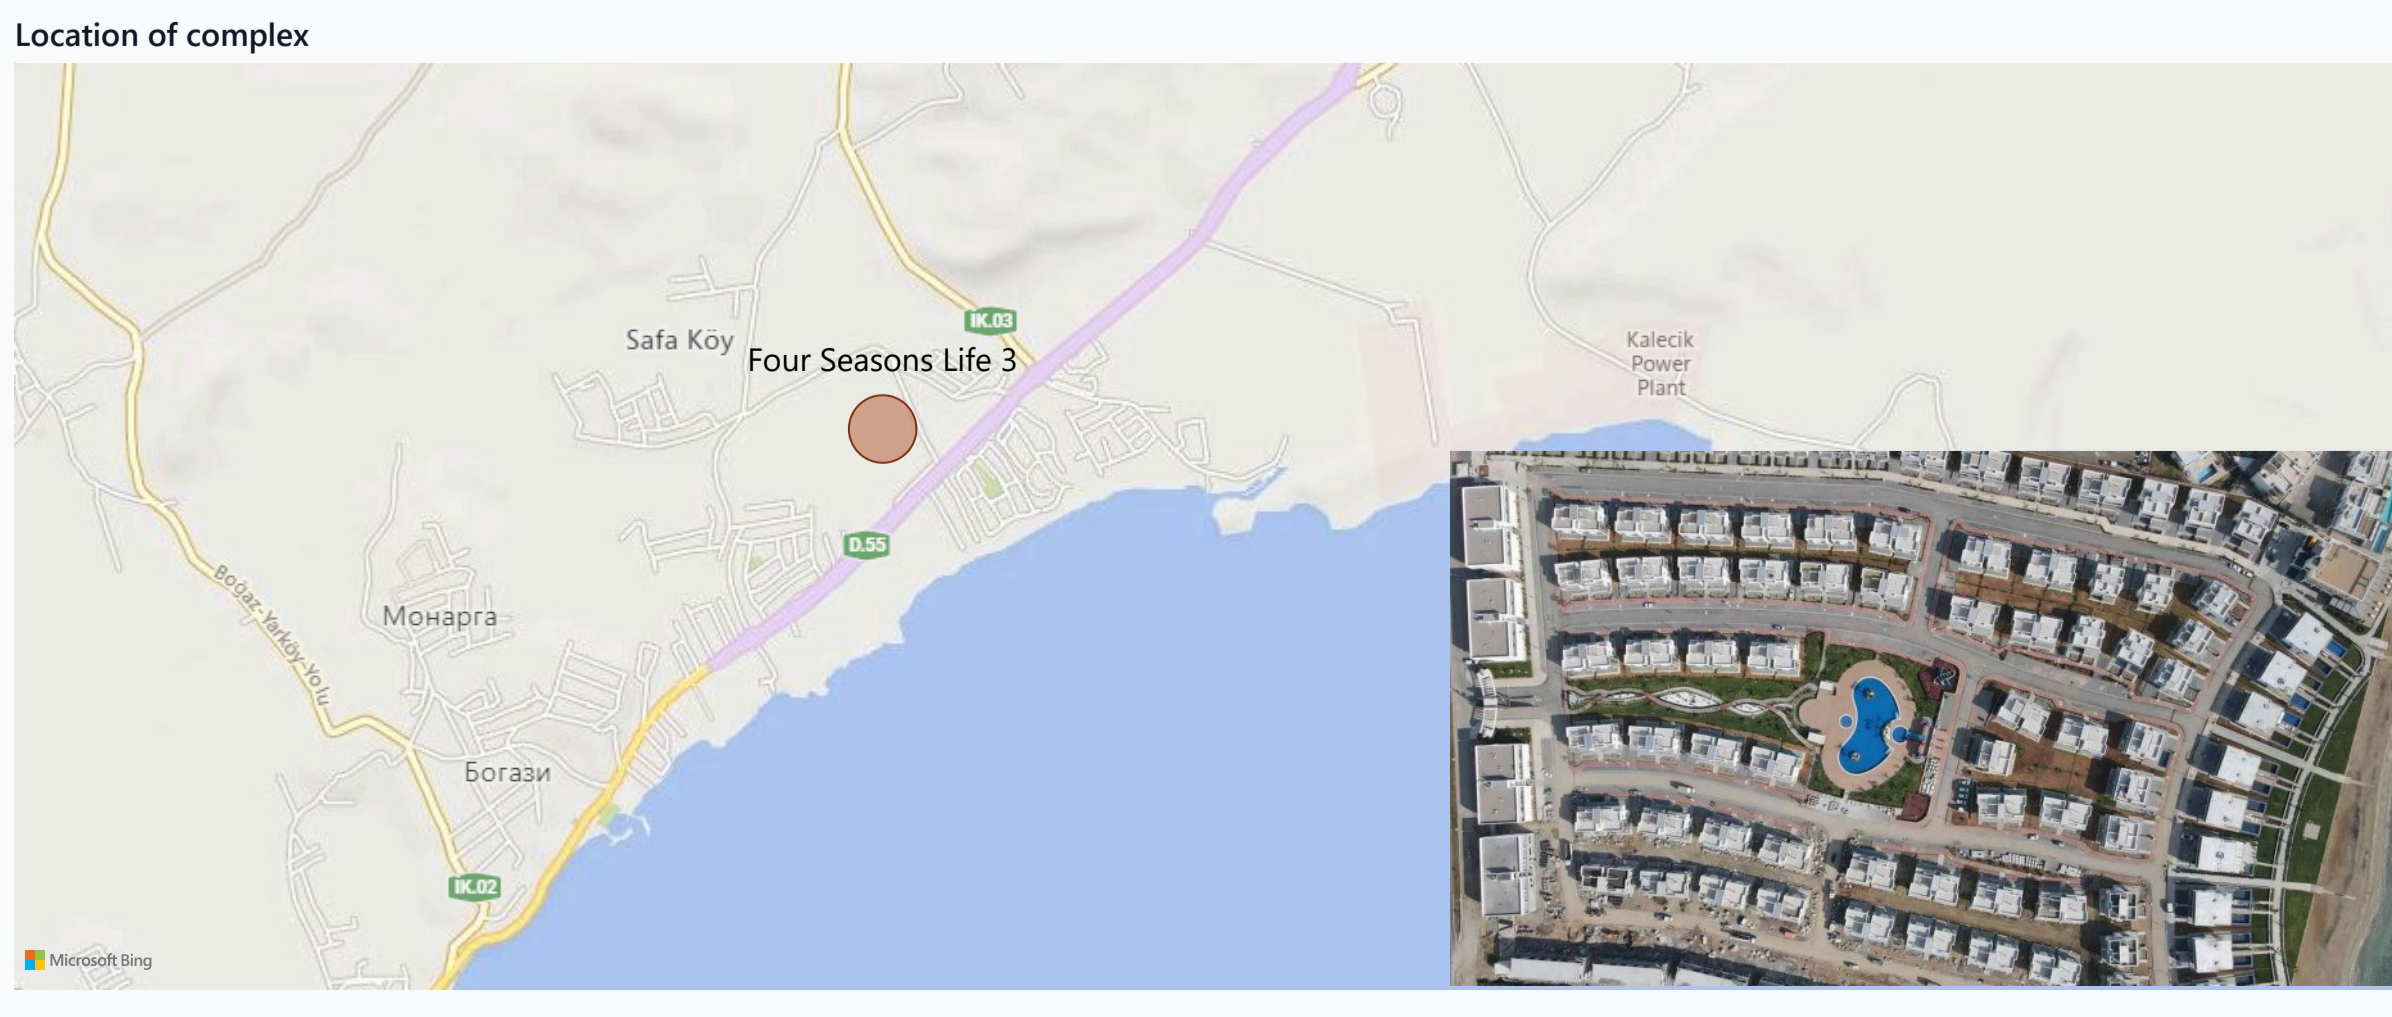 Location of complex
IK.03
Safa Köy
Four Seasons Life 3
Kalecik
Power
Plant
D.55
Boğaz-Yarköy Yolu
Монарга
Богази
IK.02
Microsoft Bing